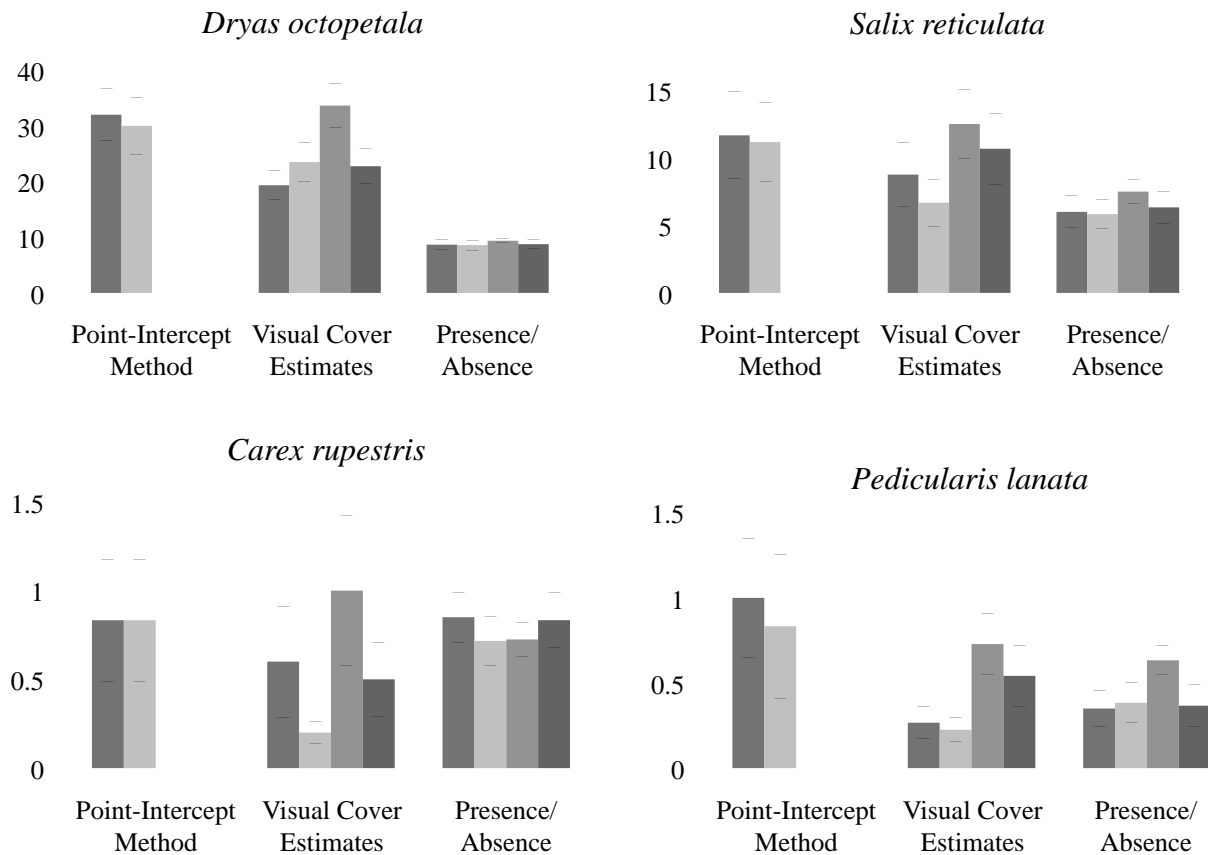 Dryas octopetala
40
30
20
10
0
Point-Intercept Method
Visual Cover Estimates
Presence/ Absence
Salix reticulata
15
10
5
0
Point-Intercept Method
Visual Cover Estimates
Presence/ Absence
Carex rupestris
1.5
1
0.5
0
Point-Intercept Method
Visual Cover Estimates
Presence/ Absence
Pedicularis lanata
1.5
1
0.5
0
Point-Intercept Method
Visual Cover Estimates
Presence/ Absence